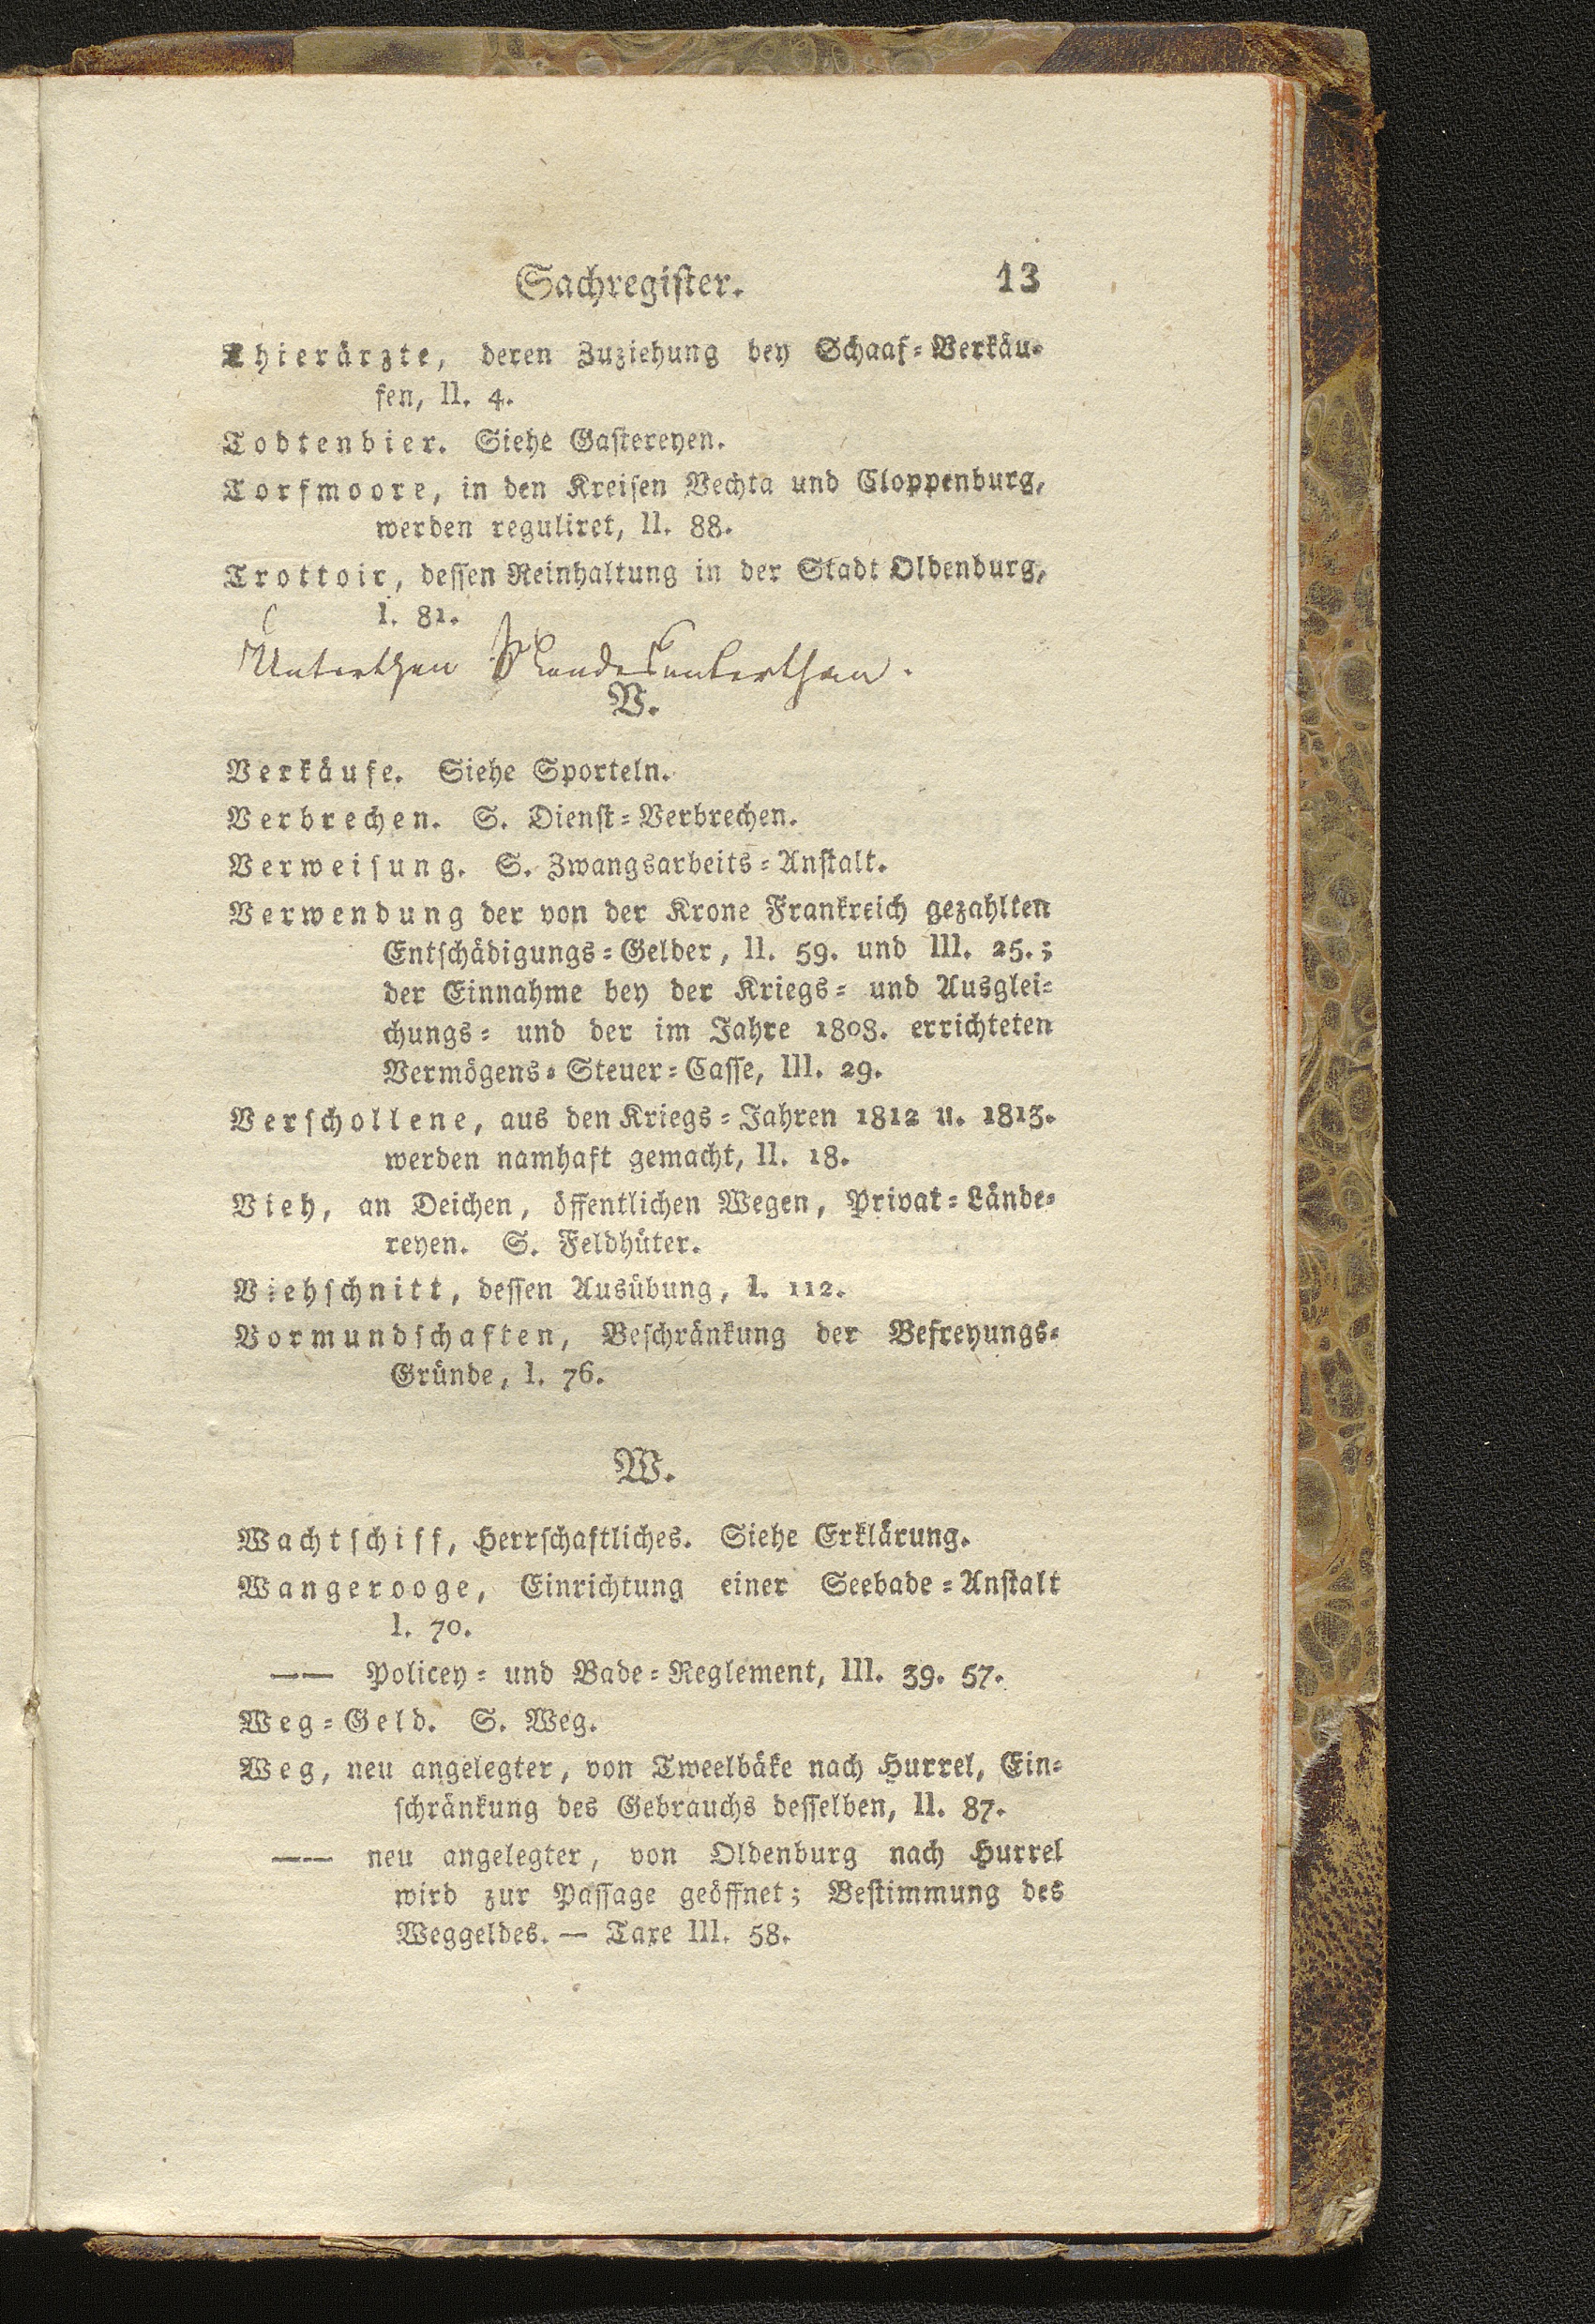 Sachregister. 13
Thierärzte, deren Zuziehung bey Schaaf=Verkäu=
fen, II. 4.
Todtenbier. Siehe Gastereyen.
Torfmoore, in den Kreisen Vechta und Cloppenburg,
werden reguliret, II. 88.
Trottoir, dessen Reinhaltung in der Stadt Oldenburg,
I. 81.
Unterthan Landesunterthan.
V.
Verkäufe. Siehe Sporteln.
Verbrechen. S. Dienst=Verbrechen.
Verweisung. S. Zwangsarbeits=Anstalt.
Verwendung der von der Krone Frankreich gezahlten
Entschädigungs=Gelder, II. 59. und III. 25.;
der Einnahme bey der Kriegs= und Ausglei=
chungs= und der im Jahre 1808. errichteten
Vermögens=Steuer=Casse, III. 29.
Verschollene, aus den Kriegs=Jahren 1812 u. 1813.
werden namhaft gemacht, II. 18.
Vieh, an Deichen, öffentlichen Wegen, Privat=Lände=
reyen. S. Feldhüter.
Viehschnitt, dessen Ausübung, I. 112.
Vormundschaften, Beschränkung der Befreyungs=
Gründe, I. 76.
W.
Wachtschiff, Herrschaftliches. Siehe Erklärung.
Wangerooge, Einrichtung einer Seebade=Anstalt
I. 70.
—— Policey= und Bade=Reglement, III. 39. 57.
Weg=Geld. S. Weg.
Weg, neu angelegter, von Tweelbäke nach Hurrel, Ein=
schränkung des Gebrauchs desselben, II. 87.
—— neu angelegter, von Oldenburg nach Hurrel
wird zur Passage geöffnet; Bestimmung des
Weggeldes. — Taxe III. 58.